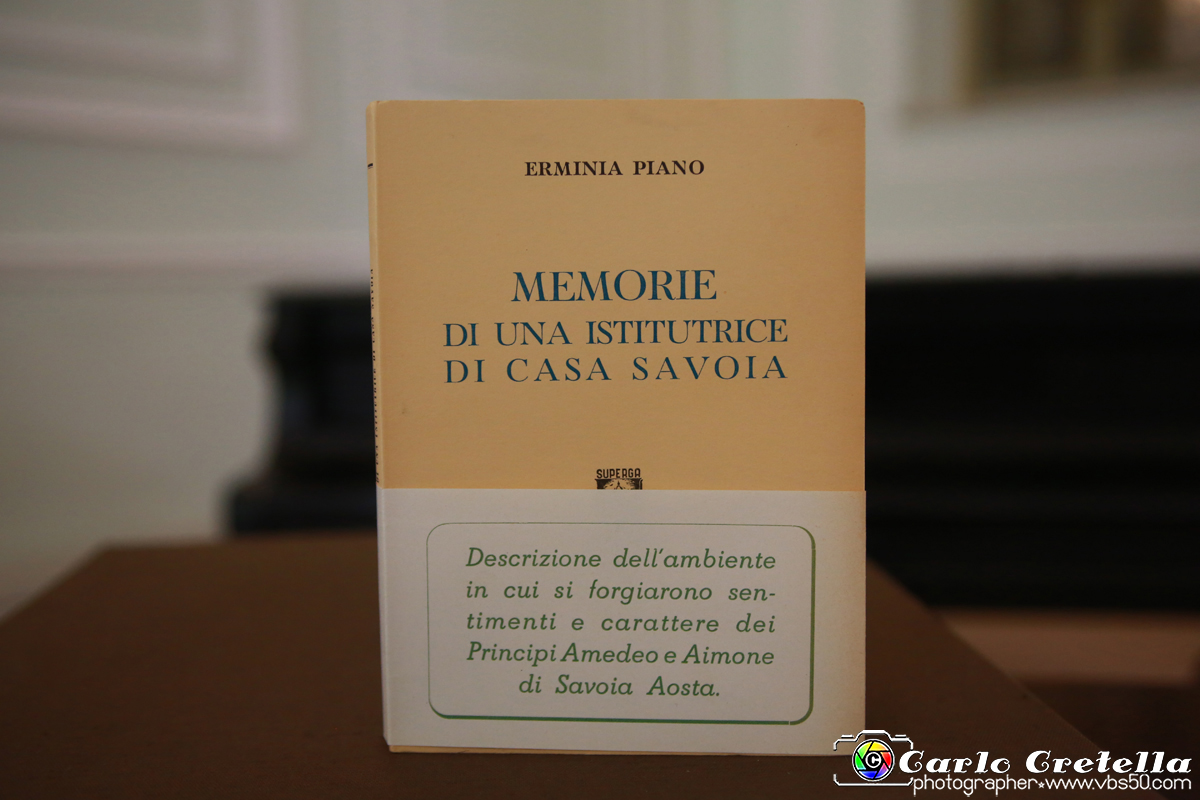 ERMINIA PIANO
MEMORIE
DI UNA ISTITUTRICE
DI CASA SAVOIA
SUPERGA
Descrizione dell'ambiente
in cui si forgiarono sen-
timenti e carattere dei
Principi Amedeo e Aimone
di Savoia Aosta.
Carlo Cretella
photographer★www.vbs50.com